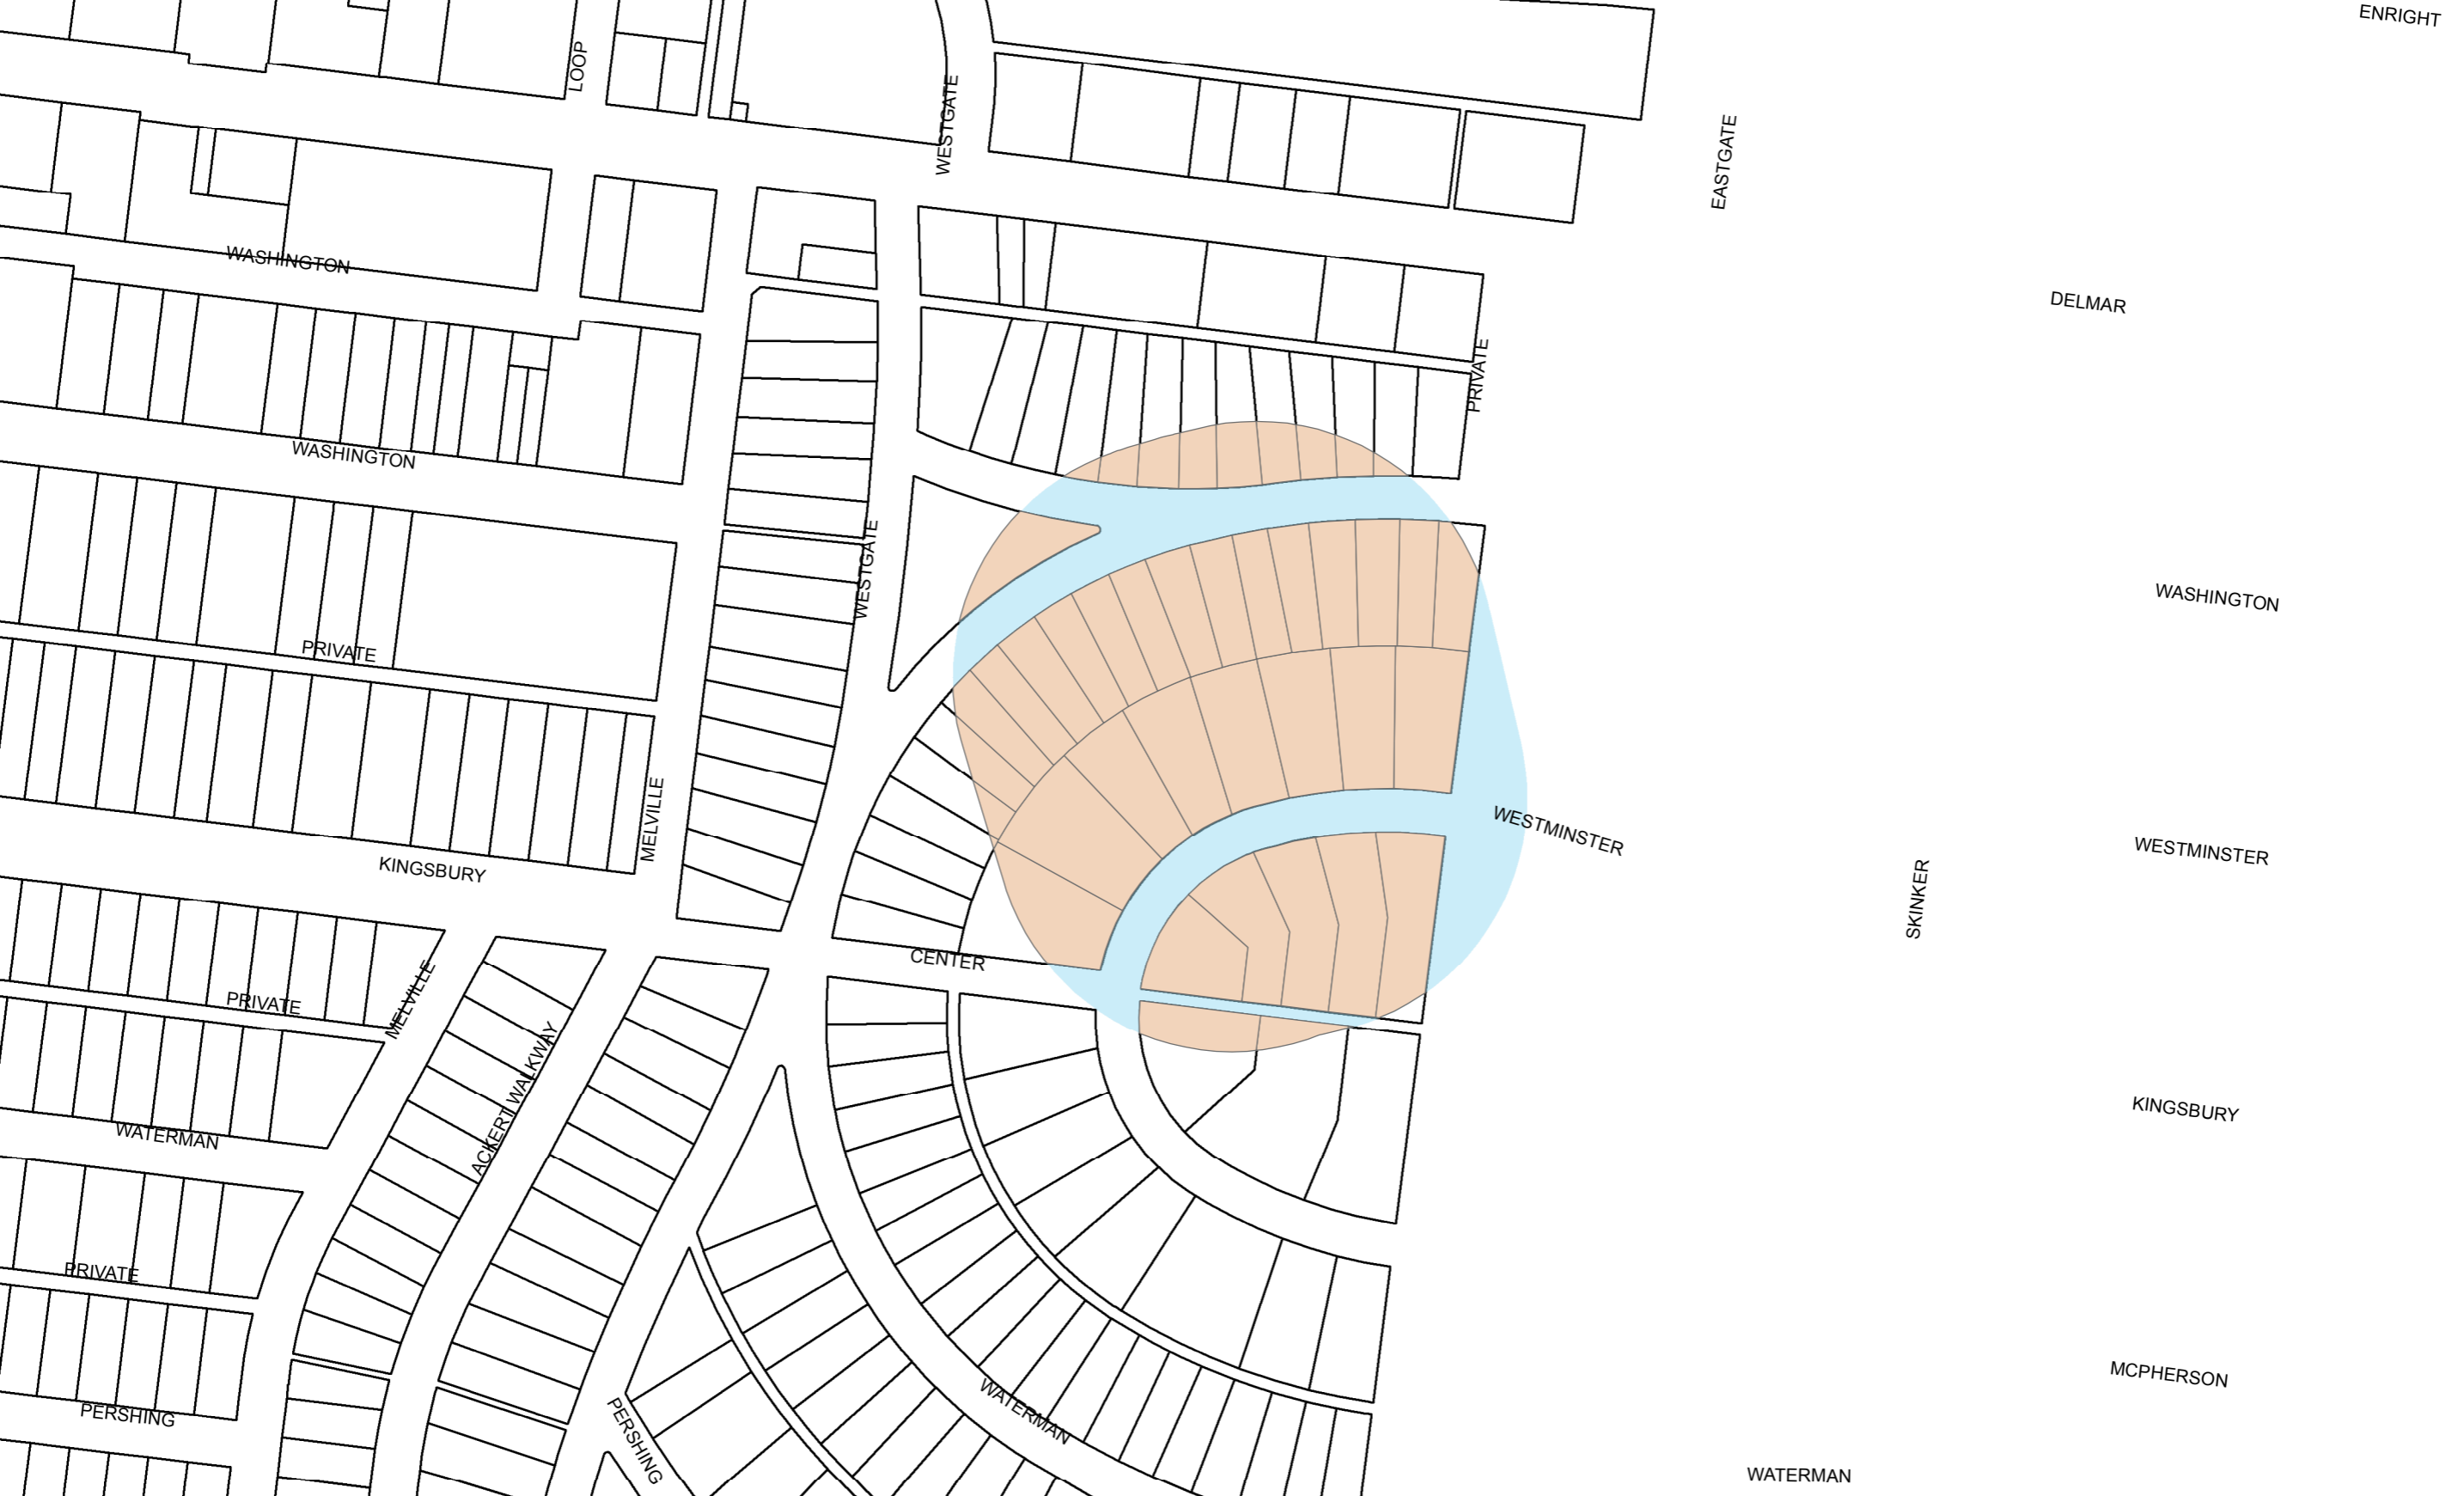 ENRIGHT
LOOP
WESTGATE
EASTGATE
WASHINGTON
DELMAR
PRIVATE
WASHINGTON
WESTGATE
WASHINGTON
PRIVATE
MELVILLE
WESTMINSTER
WESTMINSTER
KINGSBURY
SKINKER
CENTER
PRIVATE
MELVILLE
ACKERT WALKWAY
KINGSBURY
WATERMAN
PRIVATE
MCPHERSON
PERSHING
PERSHING
WATERMAN
WATERMAN